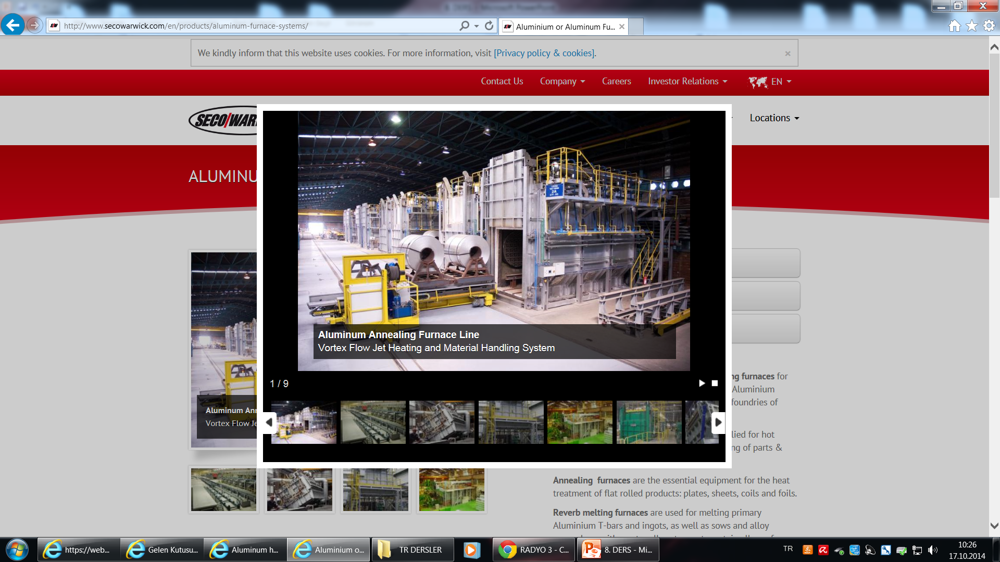 http://www.secowarwick.com/en/products/aluminum-furnace-systems/
Aluminium or Aluminum Fu...
We kindly inform that this website uses cookies. For more information, visit [Privacy policy & cookies].
Contact Us Company Careers Investor Relations EN
SECO/WAR
Locations
ALUMINU
2/A
Aluminum Annealing Furnace Line
Vortex Flow Jet Heating and Material Handling System
1 / 9
ng furnaces for
Aluminium
foundries of
Aluminum Ann
Vortex Flow Je
lied for hot
ng of parts &
Annealing furnaces are the essential equipment for the heat
treatment of flat rolled products: plates, sheets, coils and foils.
Reverb melting furnaces are used for melting primary
Aluminium T-bars and ingots, as well as sows and alloy
https://web...
Gelen Kutusu...
Aluminum h...
Aluminium o...
TR DERSLER
RADYO 3 - C...
8. DERS - Mi...
TR
10:26
17.10.2014